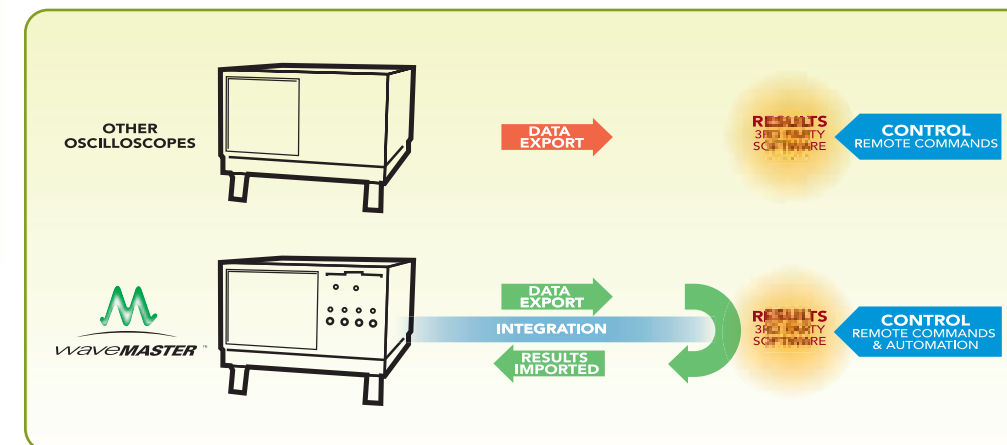 OTHER
OSCILLOSCOPES
DATA
EXPORT
RESULTS
3RD PARTY
SOFTWARE
CONTROL
REMOTE COMMANDS
waveMASTER™
DATA
EXPORT
INTEGRATION
RESULTS
IMPORTED
RESULTS
3RD PARTY
SOFTWARE
CONTROL
REMOTE COMMANDS
& AUTOMATION